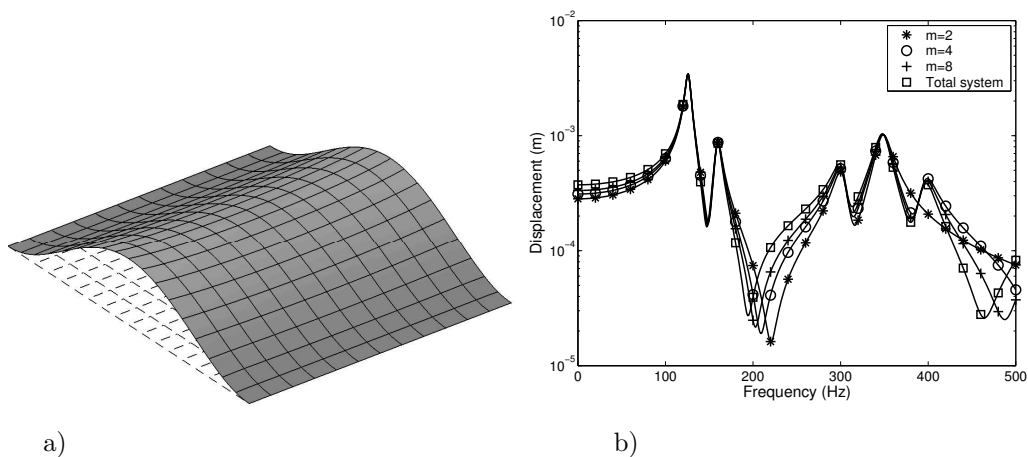 10⁻²
10⁻³
10⁻⁴
10⁻⁵
Displacement (m)
0
100
200
300
400
500
Frequency (Hz)
m=2
m=4
m=8
Total system
a)
b)